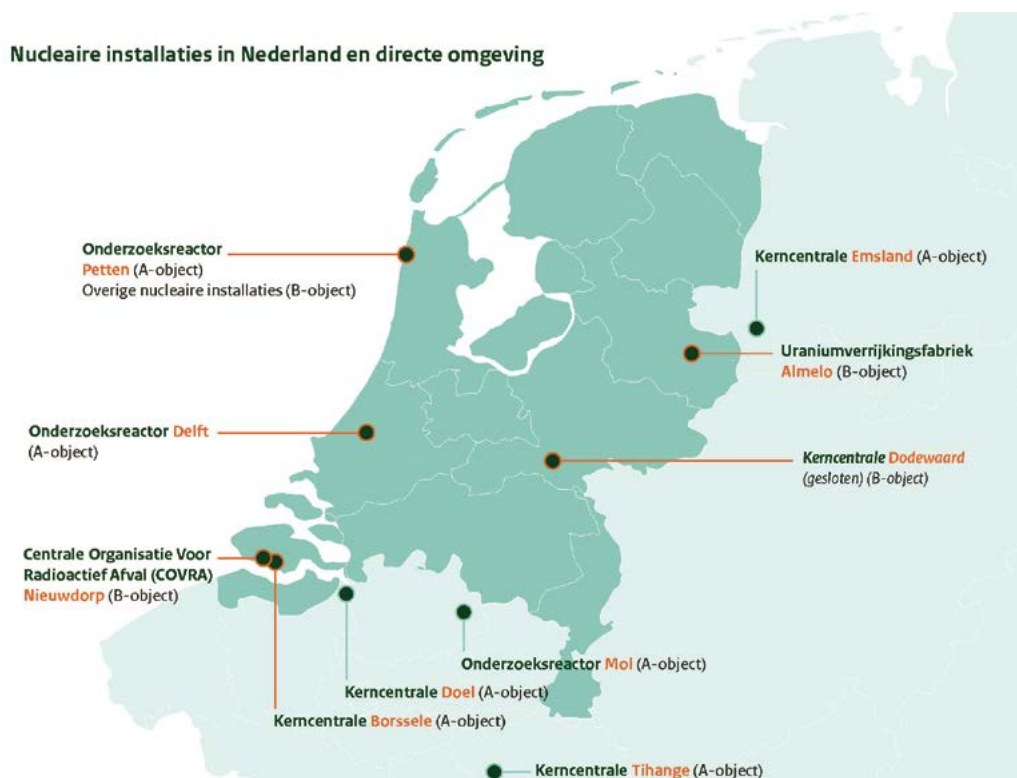 Nucleaire installaties in Nederland en directe omgeving
Onderzoeksreactor
Petten (A-object)
Overige nucleaire installaties (B-object)
Kerncentrale Emsland (A-object)
Uraniumverrijkingsfabriek
Almelo (B-object)
Onderzoeksreactor Delft
(A-object)
Kerncentrale Dodewaard
(gesloten) (B-object)
Centrale Organisatie Voor
Radioactief Afval (COVRA)
Nieuwdorp (B-object)
Onderzoeksreactor Mol (A-object)
Kerncentrale Doel (A-object)
Kerncentrale Borssele (A-object)
Kerncentrale Tihange (A-object)